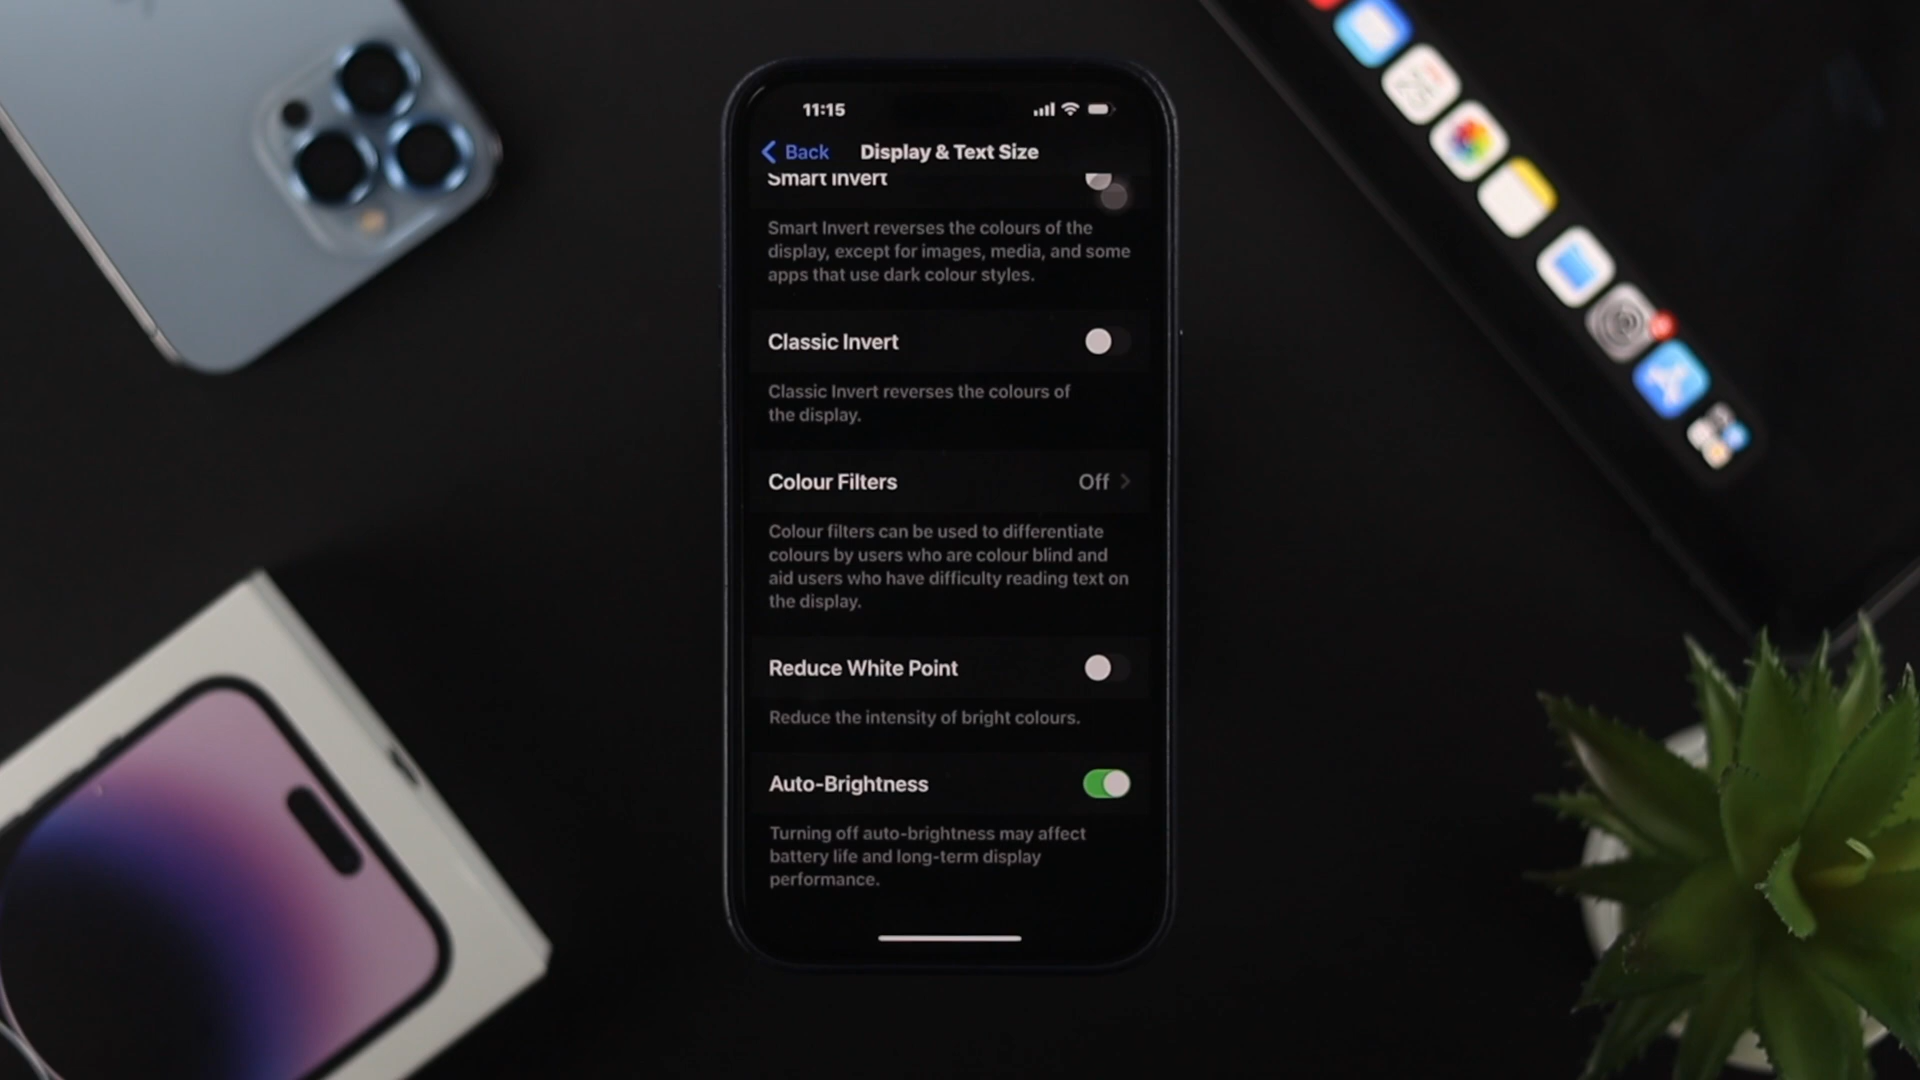 11:15
Back Display & Text Size
Smart Invert
Smart Invert reverses the colours of the
display, except for images, media, and some
apps that use dark colour styles.
Classic Invert
Classic Invert reverses the colours of
the display.
Colour Filters Off
Colour filters can be used to differentiate
colours by users who are colour blind and
aid users who have difficulty reading text on
the display.
Reduce White Point
Reduce the intensity of bright colours.
Auto-Brightness
Turning off auto-brightness may affect
battery life and long-term display
performance.